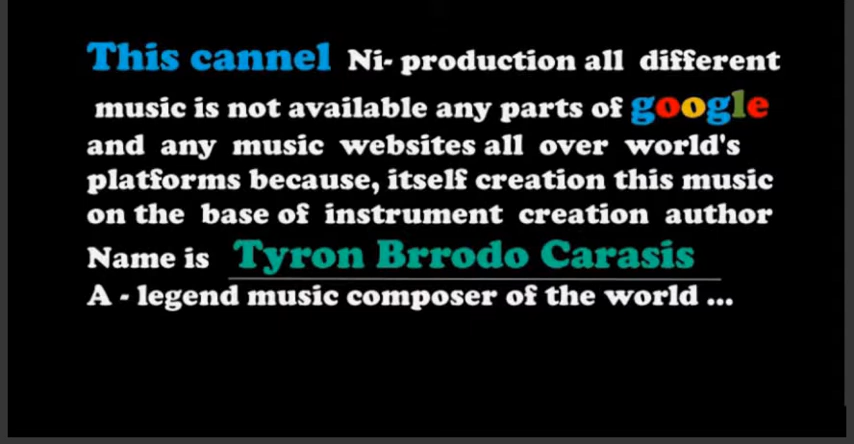 This cannel Ni- production all different
music is not available any parts of google
and any music websites all over world's
platforms because, itself creation this music
on the base of instrument creation author
Name is Tyron Brrodo Carasis
A - legend music composer of the world ...